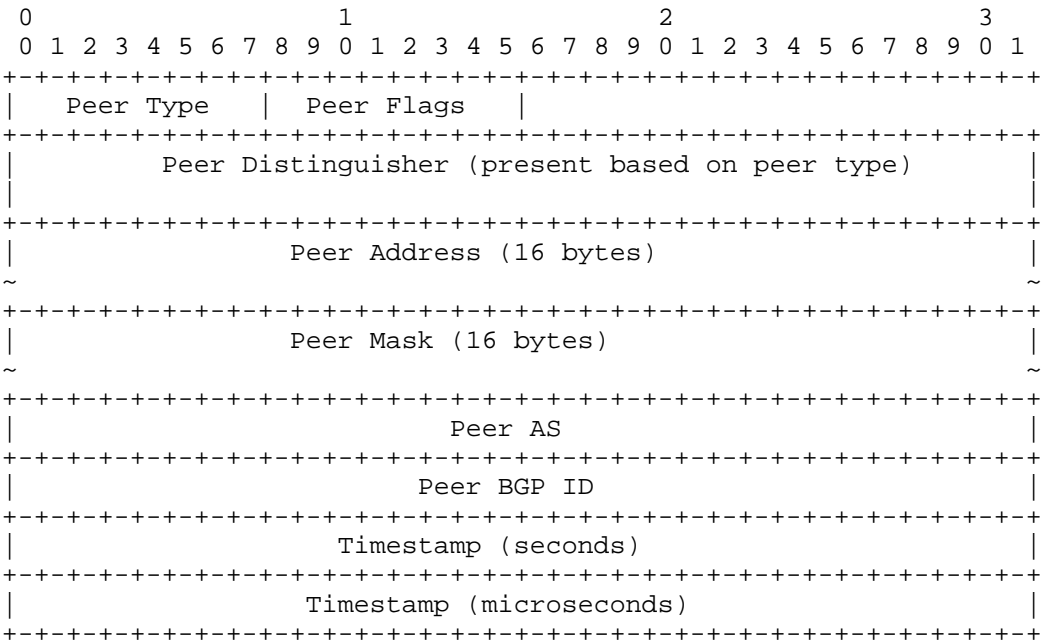 0                   1                   2                   3
 0 1 2 3 4 5 6 7 8 9 0 1 2 3 4 5 6 7 8 9 0 1 2 3 4 5 6 7 8 9 0 1
+-+-+-+-+-+-+-+-+-+-+-+-+-+-+-+-+-+-+-+-+-+-+-+-+-+-+-+-+-+-+-+-+
|   Peer Type   |  Peer Flags   |
+-+-+-+-+-+-+-+-+-+-+-+-+-+-+-+-+-+-+-+-+-+-+-+-+-+-+-+-+-+-+-+-+
|         Peer Distinguisher (present based on peer type)       |
|                                                               |
+-+-+-+-+-+-+-+-+-+-+-+-+-+-+-+-+-+-+-+-+-+-+-+-+-+-+-+-+-+-+-+-+
|                 Peer Address (16 bytes)                       |
~                                                               ~
+-+-+-+-+-+-+-+-+-+-+-+-+-+-+-+-+-+-+-+-+-+-+-+-+-+-+-+-+-+-+-+-+
|                 Peer Mask (16 bytes)                          |
~                                                               ~
+-+-+-+-+-+-+-+-+-+-+-+-+-+-+-+-+-+-+-+-+-+-+-+-+-+-+-+-+-+-+-+-+
|                           Peer AS                             |
+-+-+-+-+-+-+-+-+-+-+-+-+-+-+-+-+-+-+-+-+-+-+-+-+-+-+-+-+-+-+-+-+
|                         Peer BGP ID                           |
+-+-+-+-+-+-+-+-+-+-+-+-+-+-+-+-+-+-+-+-+-+-+-+-+-+-+-+-+-+-+-+-+
|                    Timestamp (seconds)                        |
+-+-+-+-+-+-+-+-+-+-+-+-+-+-+-+-+-+-+-+-+-+-+-+-+-+-+-+-+-+-+-+-+
|                  Timestamp (microseconds)                     |
+-+-+-+-+-+-+-+-+-+-+-+-+-+-+-+-+-+-+-+-+-+-+-+-+-+-+-+-+-+-+-+-+